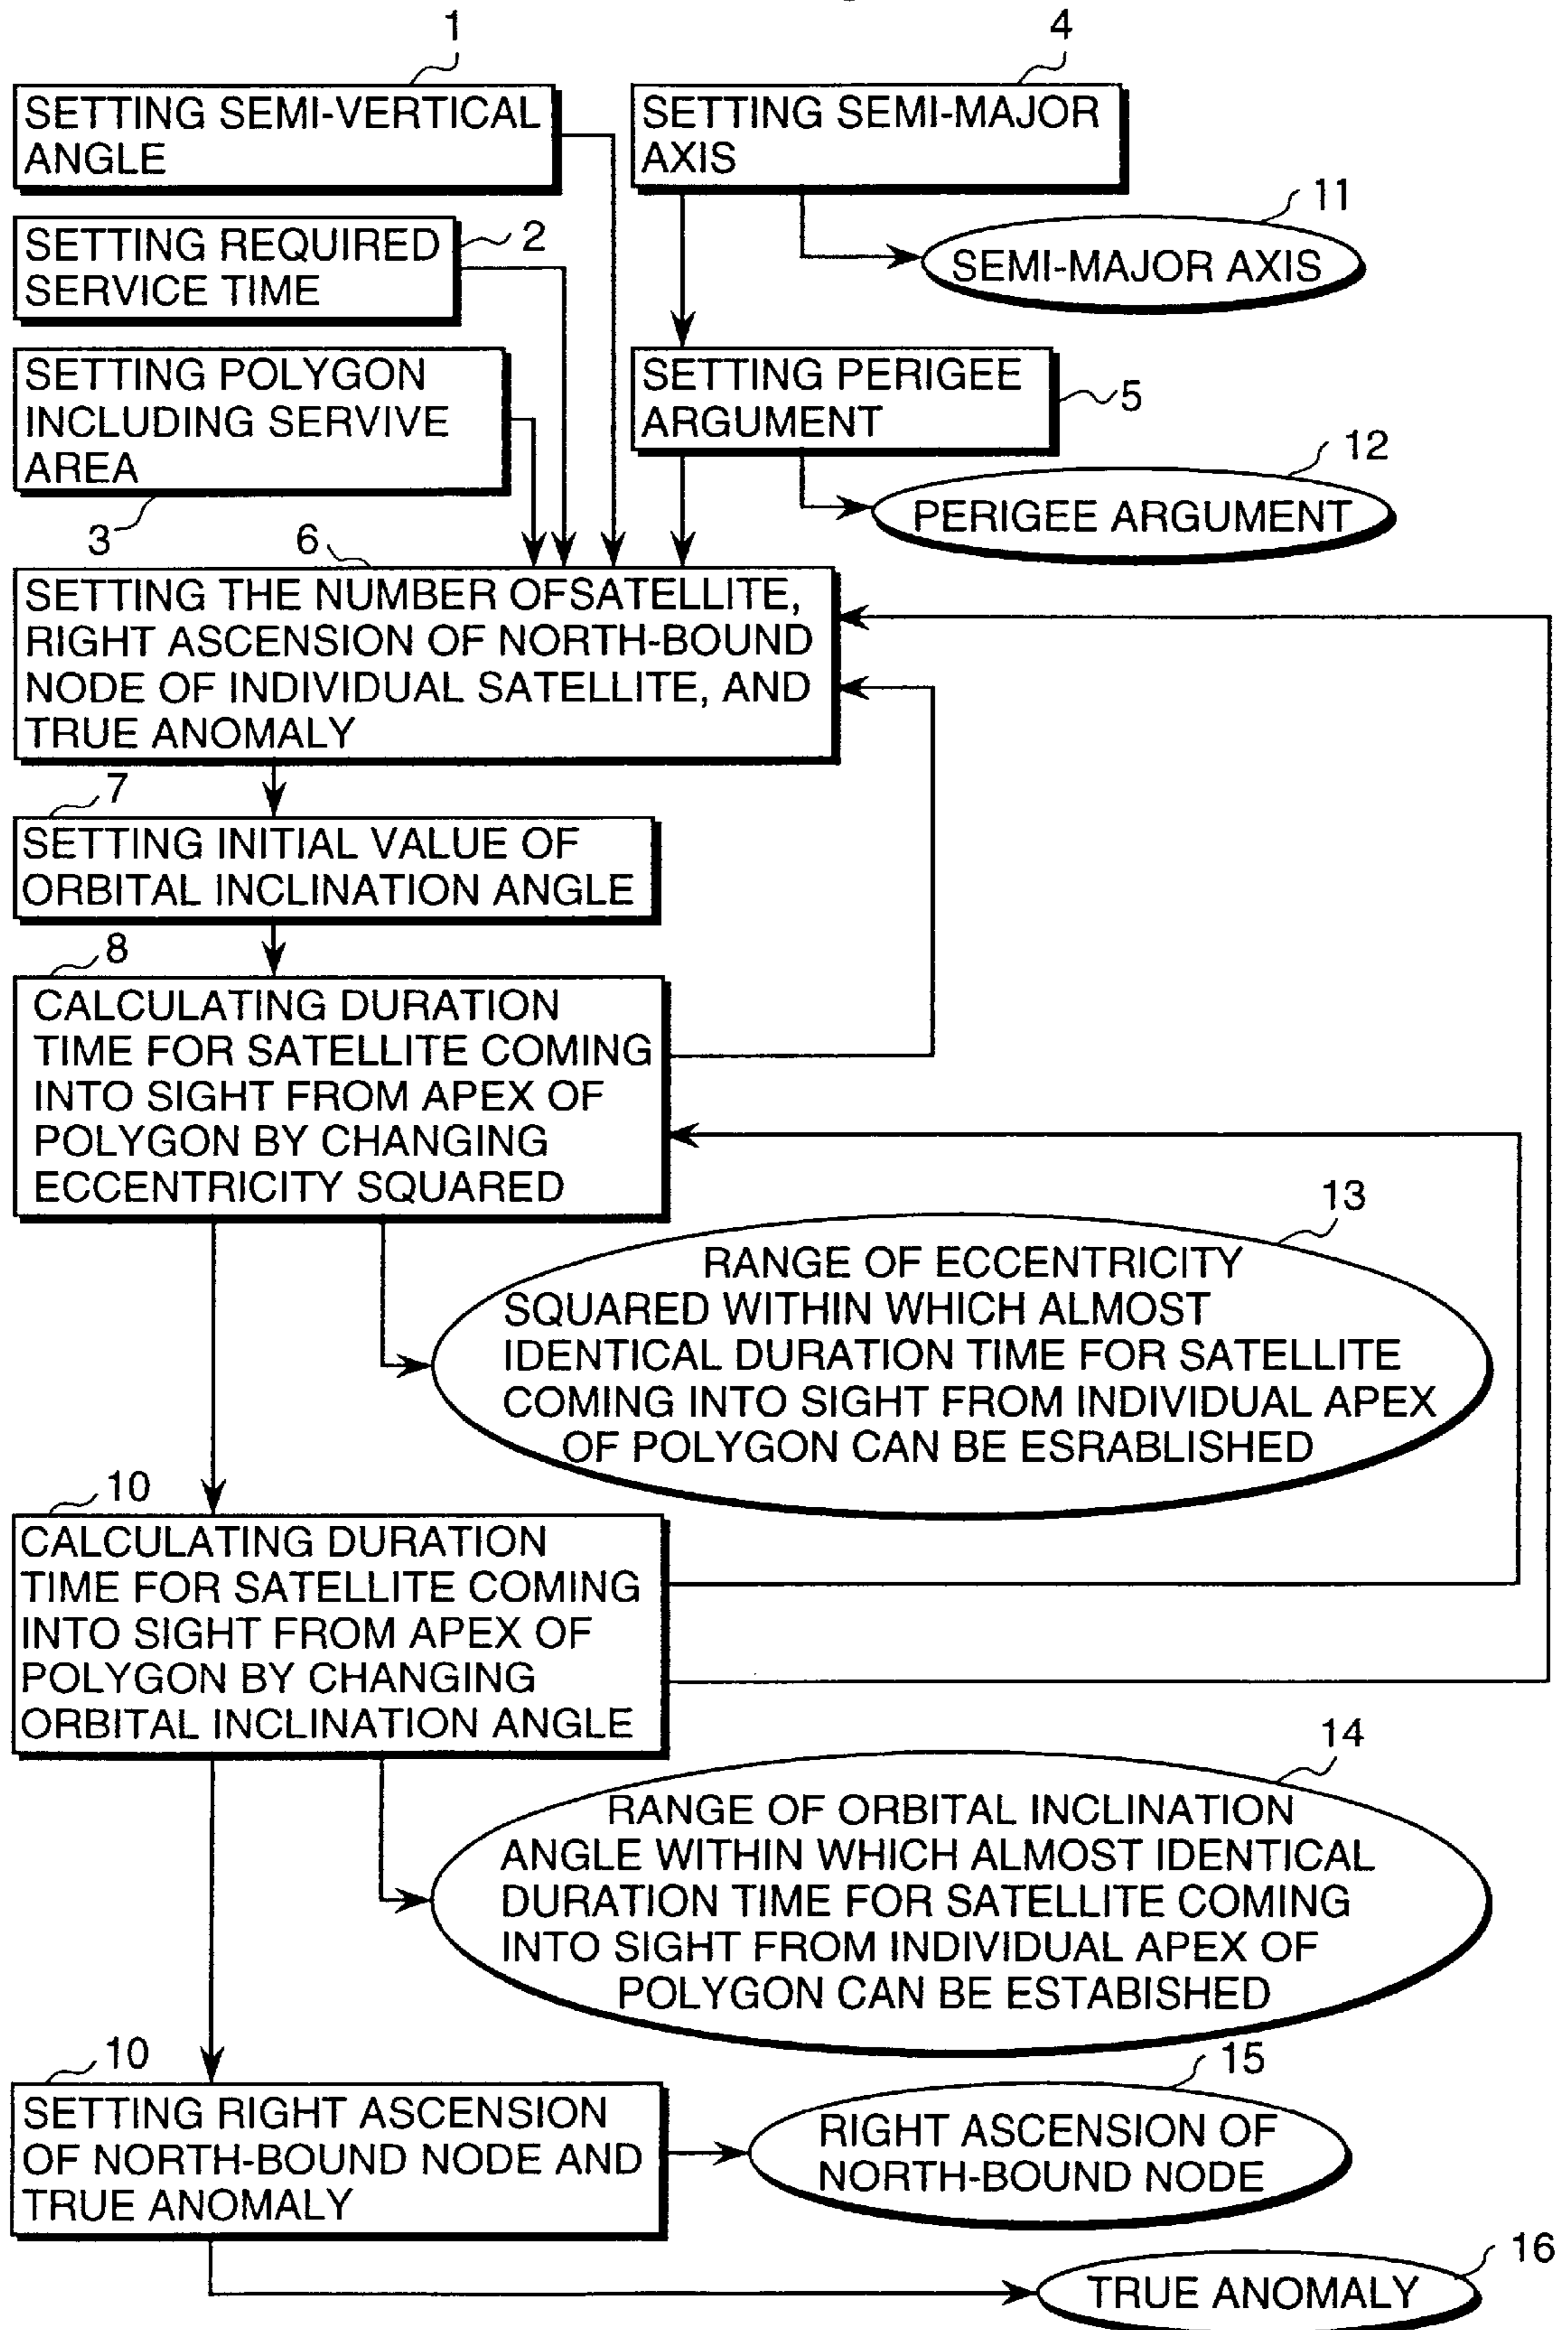 1
SETTING SEMI-VERTICAL
ANGLE
4
SETTING SEMI-MAJOR
AXIS
11
SEMI-MAJOR AXIS
2
SETTING REQUIRED
SERVICE TIME
SETTING POLYGON
INCLUDING SERVIVE
AREA
3
SETTING PERIGEE
ARGUMENT
5
12
PERIGEE ARGUMENT
6
SETTING THE NUMBER OFSATELLITE,
RIGHT ASCENSION OF NORTH-BOUND
NODE OF INDIVIDUAL SATELLITE, AND
TRUE ANOMALY
7
SETTING INITIAL VALUE OF
ORBITAL INCLINATION ANGLE
8
CALCULATING DURATION
TIME FOR SATELLITE COMING
INTO SIGHT FROM APEX OF
POLYGON BY CHANGING
ECCENTRICITY SQUARED
13
RANGE OF ECCENTRICITY
SQUARED WITHIN WHICH ALMOST
IDENTICAL DURATION TIME FOR SATELLITE
COMING INTO SIGHT FROM INDIVIDUAL APEX
OF POLYGON CAN BE ESRABLISHED
10
CALCULATING DURATION
TIME FOR SATELLITE COMING
INTO SIGHT FROM APEX OF
POLYGON BY CHANGING
ORBITAL INCLINATION ANGLE
14
RANGE OF ORBITAL INCLINATION
ANGLE WITHIN WHICH ALMOST IDENTICAL
DURATION TIME FOR SATELLITE COMING
INTO SIGHT FROM INDIVIDUAL APEX OF
POLYGON CAN BE ESTABISHED
10
SETTING RIGHT ASCENSION
OF NORTH-BOUND NODE AND
TRUE ANOMALY
15
RIGHT ASCENSION OF
NORTH-BOUND NODE
16
TRUE ANOMALY